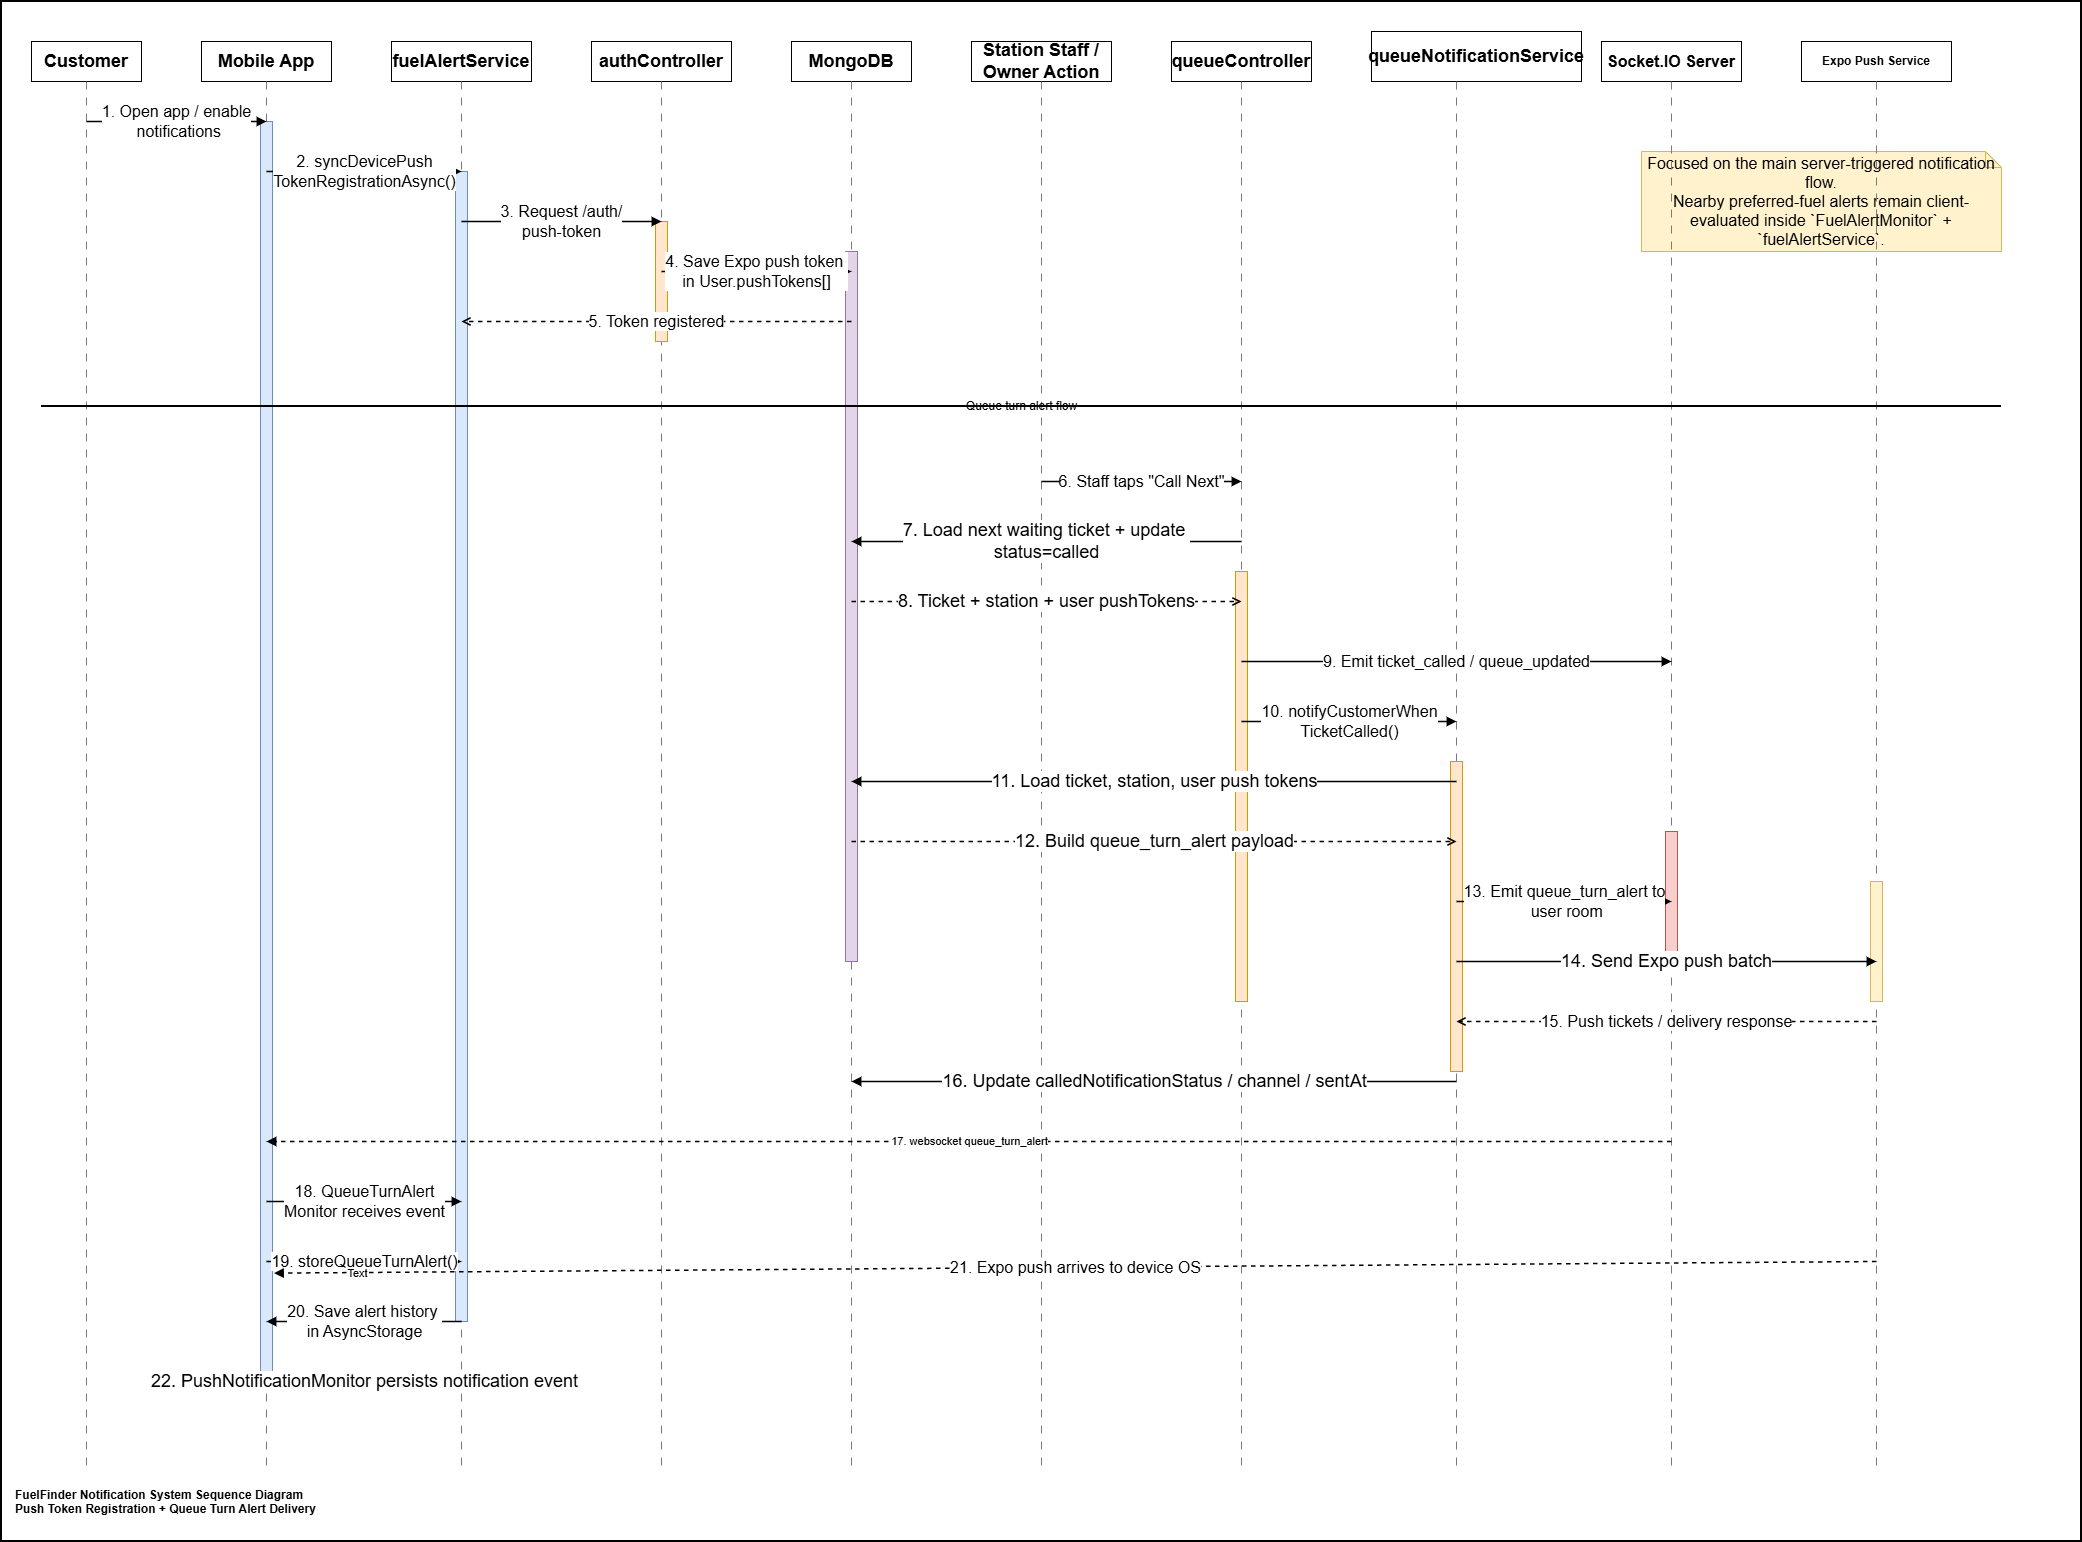 Customer
Mobile App
fuelAlertService
authController
MongoDB
Station Staff /
Owner Action
queueController
queueNotificationService
Socket.IO Server
Expo Push Service
1. Open app / enable
notifications
2. syncDevicePush
TokenRegistrationAsync()
Focused on the main server-triggered notification
flow.
Nearby preferred-fuel alerts remain client-
evaluated inside `FuelAlertMonitor` +
`fuelAlertService`.
3. Request /auth/
push-token
4. Save Expo push token
in User.pushTokens[]
5. Token registered
Queue turn alert flow
6. Staff taps "Call Next"
7. Load next waiting ticket + update
status=called
8. Ticket + station + user pushTokens
9. Emit ticket_called / queue_updated
10. notifyCustomerWhen
TicketCalled()
11. Load ticket, station, user push tokens
12. Build queue_turn_alert payload
13. Emit queue_turn_alert to
user room
14. Send Expo push batch
15. Push tickets / delivery response
16. Update calledNotificationStatus / channel / sentAt
17. websocket queue_turn_alert
18. QueueTurnAlert
Monitor receives event
19. storeQueueTurnAlert()
Text
21. Expo push arrives to device OS
20. Save alert history
in AsyncStorage
22. PushNotificationMonitor persists notification event
FuelFinder Notification System Sequence Diagram
Push Token Registration + Queue Turn Alert Delivery